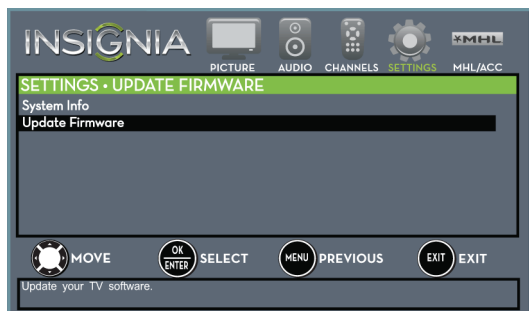 INSIGNIA
PICTURE AUDIO CHANNELS SETTINGS MHL/ACC
MHL
SETTINGS • UPDATE FIRMWARE
System Info
Update Firmware
MOVE OK ENTER SELECT MENU PREVIOUS EXIT EXIT
Update your TV software.